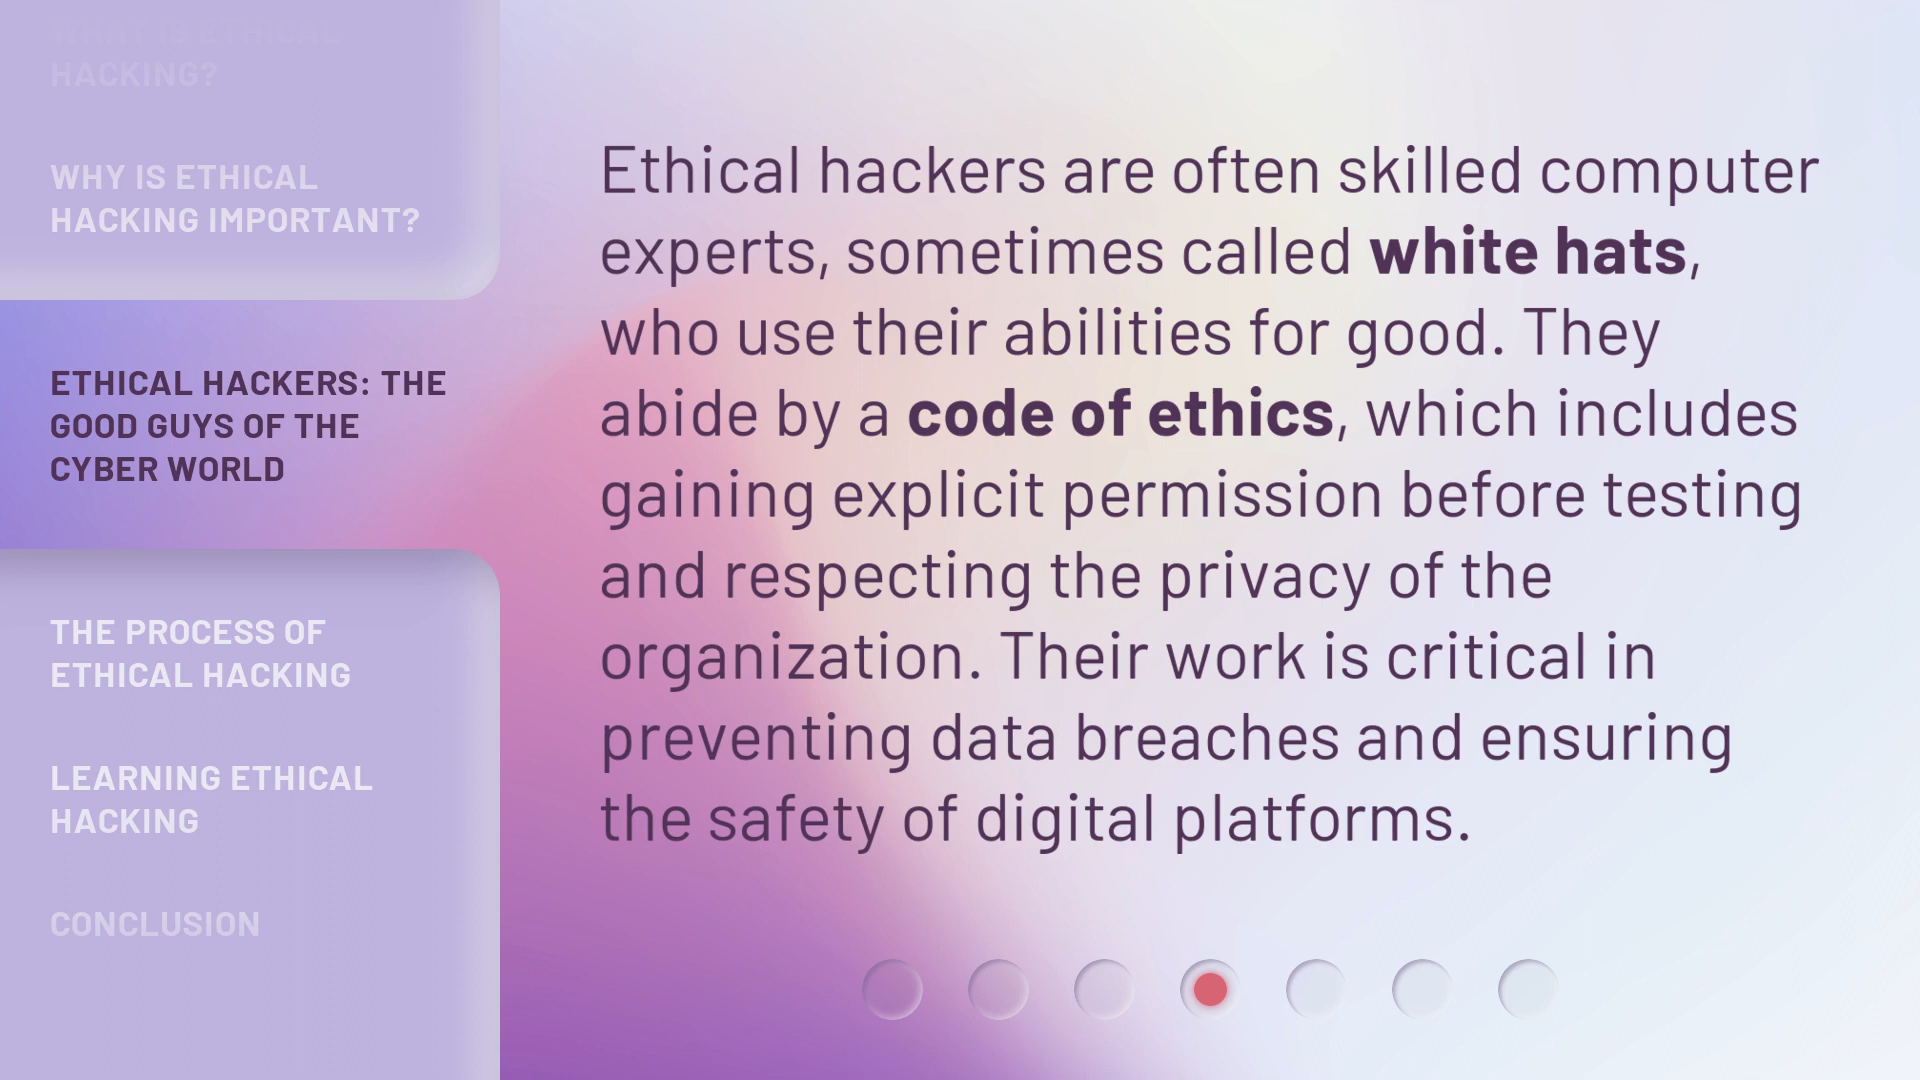 WHAT IS ETHICAL
HACKING?
WHY IS ETHICAL
HACKING IMPORTANT?
ETHICAL HACKERS: THE
GOOD GUYS OF THE
CYBER WORLD
THE PROCESS OF
ETHICAL HACKING
LEARNING ETHICAL
HACKING
CONCLUSION
Ethical hackers are often skilled computer
experts, sometimes called white hats,
who use their abilities for good. They
abide by a code of ethics, which includes
gaining explicit permission before testing
and respecting the privacy of the
organization. Their work is critical in
preventing data breaches and ensuring
the safety of digital platforms.